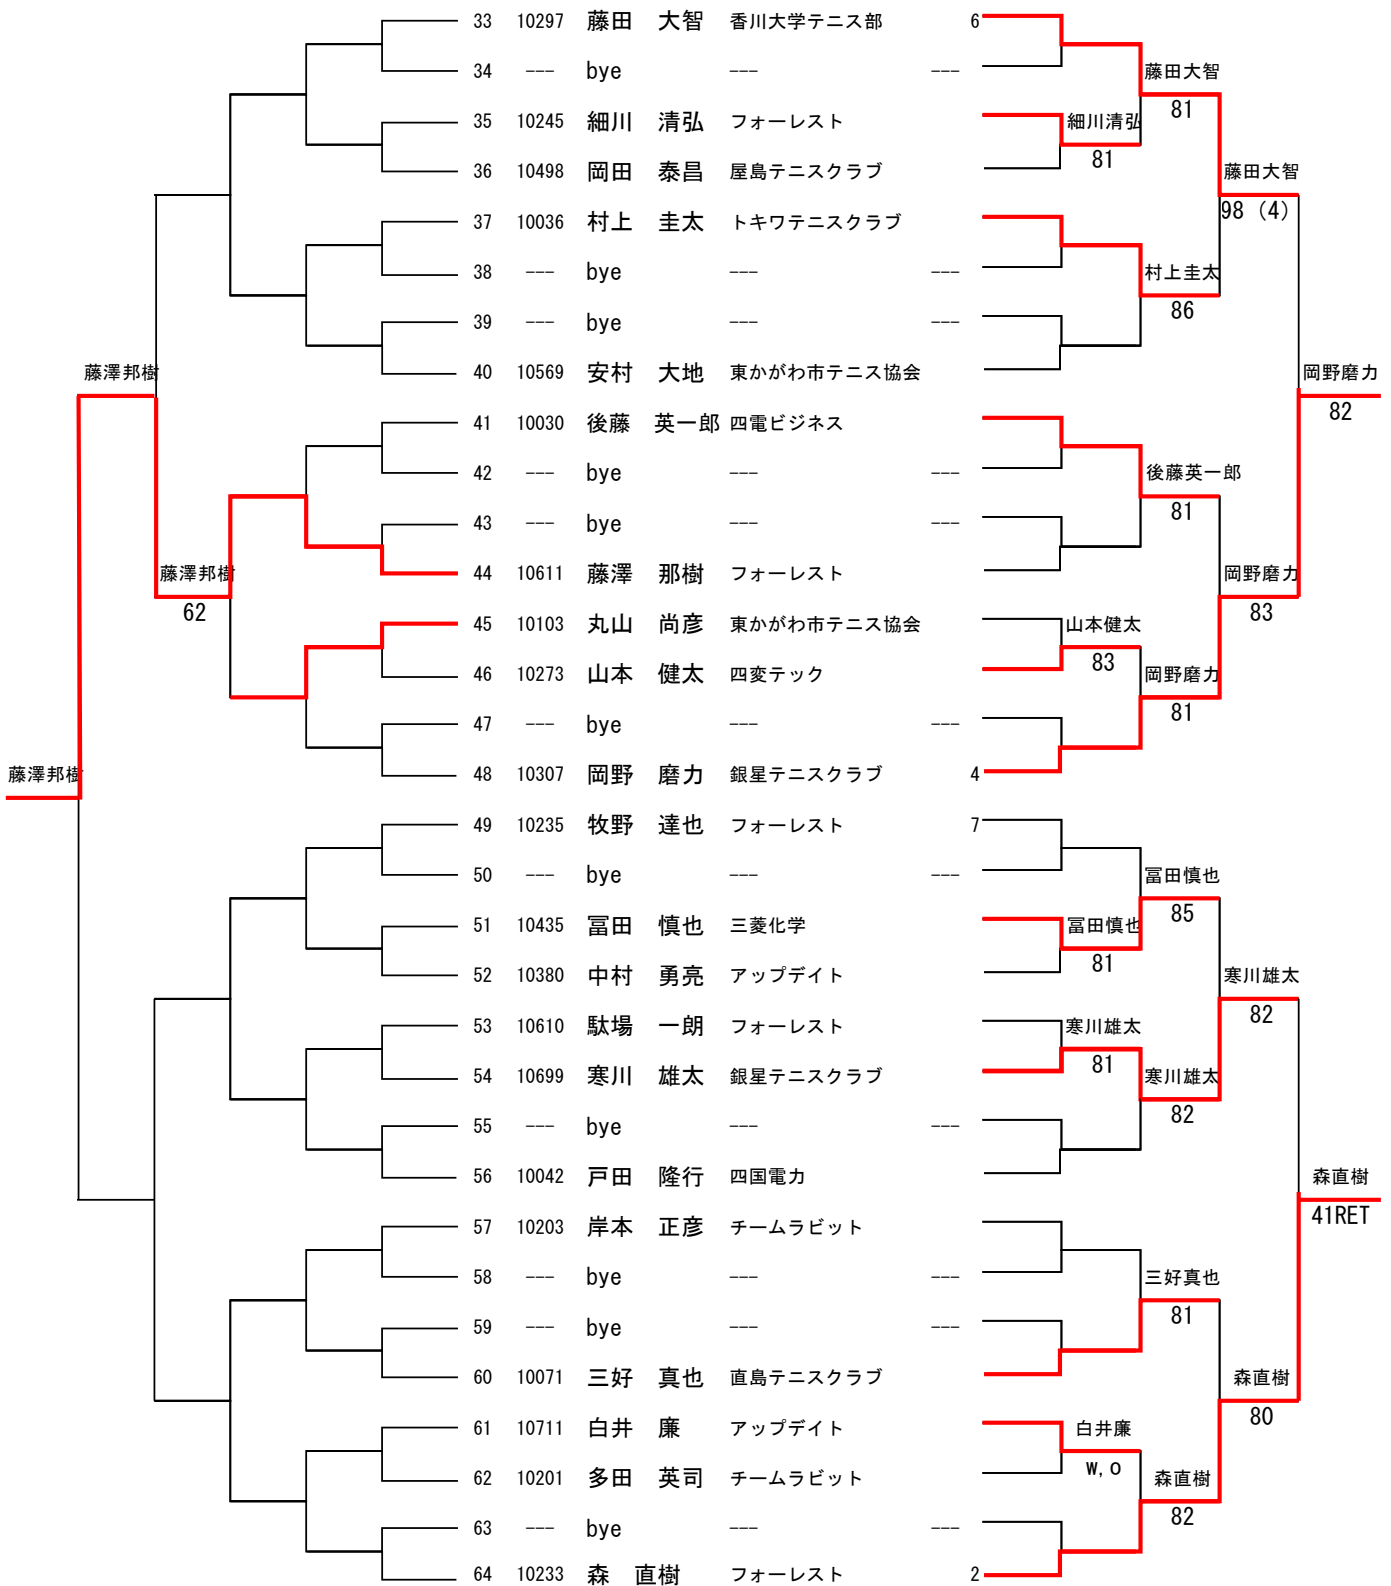 33 10297 藤田　大智 香川大学テニス部 6
34 --- bye --- ---
藤田大智
81
35 10245 細川　清弘 フォーレスト
細川清弘
81
36 10498 岡田　泰昌 屋島テニスクラブ
藤田大智
98 (4)
37 10036 村上　圭太 トキワテニスクラブ
38 --- bye --- ---
村上圭太
86
39 --- bye --- ---
40 10569 安村　大地 東かがわ市テニス協会
藤澤邦樹
岡野磨力
82
41 10030 後藤　英一郎 四電ビジネス
42 --- bye --- ---
後藤英一郎
81
43 --- bye --- ---
44 10611 藤澤　那樹 フォーレスト
藤澤邦樹
62
岡野磨力
83
45 10103 丸山　尚彦 東かがわ市テニス協会
山本健太
83
46 10273 山本　健太 四変テック
岡野磨力
81
47 --- bye --- ---
48 10307 岡野　磨力 銀星テニスクラブ 4
藤澤邦樹
49 10235 牧野　達也 フォーレスト 7
50 --- bye --- ---
冨田慎也
85
51 10435 冨田　慎也 三菱化学
冨田慎也
81
52 10380 中村　勇亮 アップデイト
寒川雄太
82
53 10610 駄場　一朗 フォーレスト
寒川雄太
81
54 10699 寒川　雄太 銀星テニスクラブ
寒川雄太
82
55 --- bye --- ---
56 10042 戸田　隆行 四国電力
森直樹
41RET
57 10203 岸本　正彦 チームラビット
58 --- bye --- ---
三好真也
81
59 --- bye --- ---
60 10071 三好　真也 直島テニスクラブ
森直樹
80
61 10711 白井　廉 アップデイト
白井廉
W,O
62 10201 多田　英司 チームラビット
森直樹
82
63 --- bye --- ---
64 10233 森　直樹 フォーレスト 2